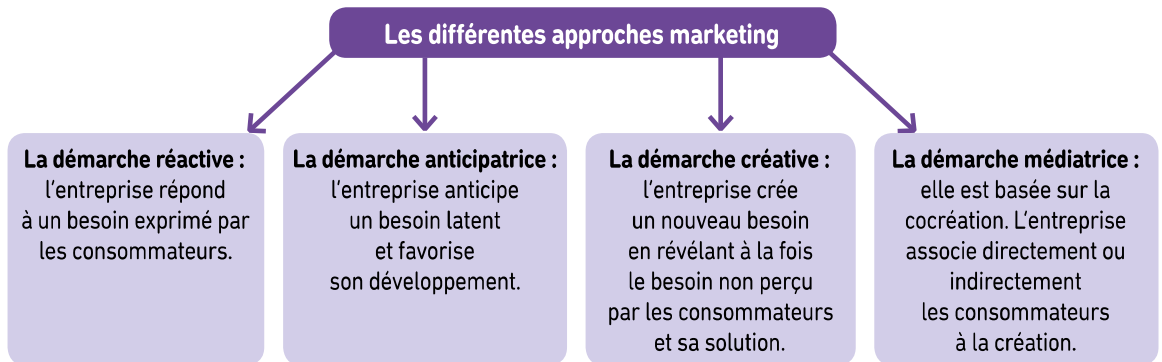 Les différentes approches marketing
La démarche réactive :
l'entreprise répond
à un besoin exprimé par
les consommateurs.
La démarche anticipatrice :
l'entreprise anticipe
un besoin latent
et favorise
son développement.
La démarche créative :
l'entreprise crée
un nouveau besoin
en révélant à la fois
le besoin non perçu
par les consommateurs
et sa solution.
La démarche médiatrice :
elle est basée sur la
cocréation. L'entreprise
associe directement ou
indirectement
les consommateurs
à la création.